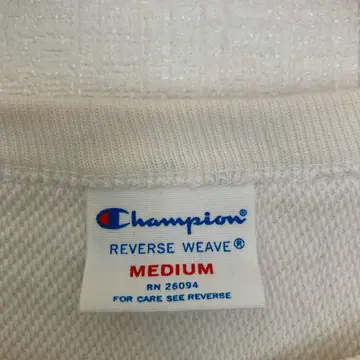 Champion®
REVERSE WEAVE®
MEDIUM
RN 26094
FOR CARE SEE REVERSE